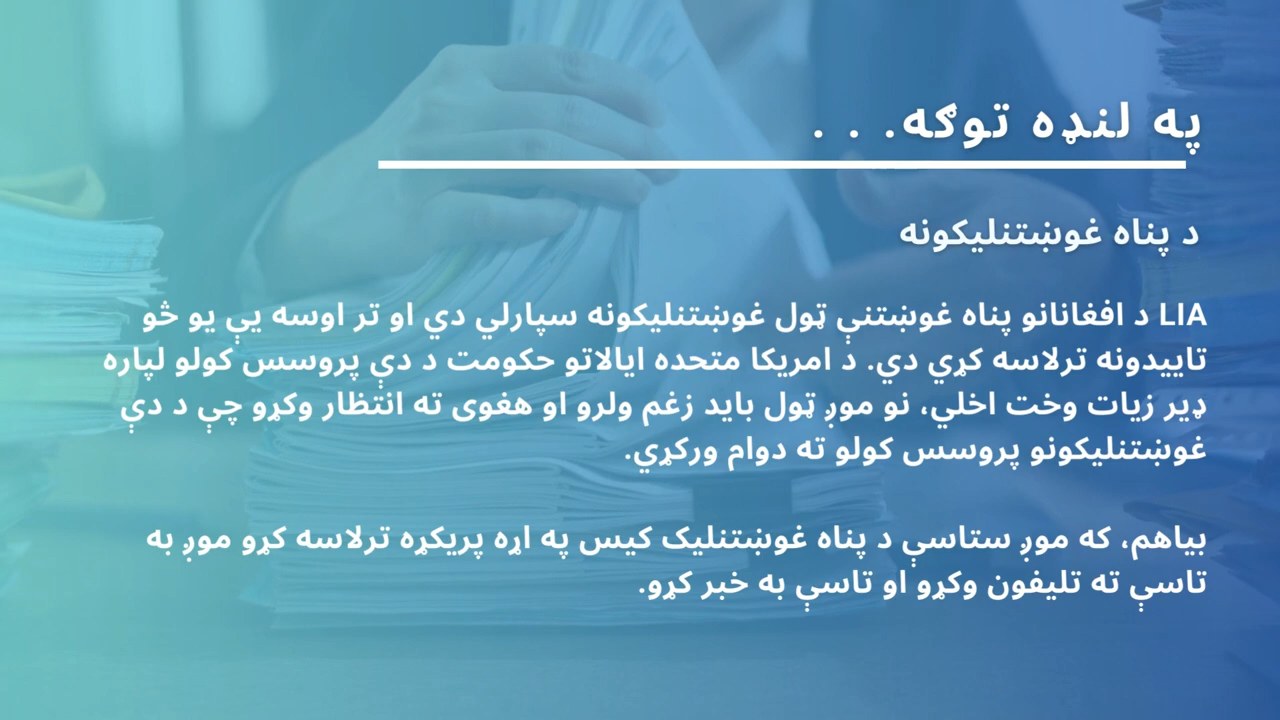 په لنډه توګه. . .
د پناه غوښتنلیکونه
LIA د افغانانو پناه غوښتنې ټول غوښتنلیکونه سپارلي دي او تر اوسه یې یو څو
تاییدونه ترلاسه کړي دي. د امریکا متحده ایالاتو حکومت د دې پروسس کولو لپاره
ډیر زیات وخت اخلي، نو موږ ټول باید زغم ولرو او هغوی ته انتظار وکړو چې د دې
غوښتنلیکونو پروسس کولو ته دوام ورکړي.
بیاهم، که موږ ستاسې د پناه غوښتنلیک کیس په اړه پریکړه ترلاسه کړو موږ به
تاسې ته تلیفون وکړو او تاسې به خبر کړو.